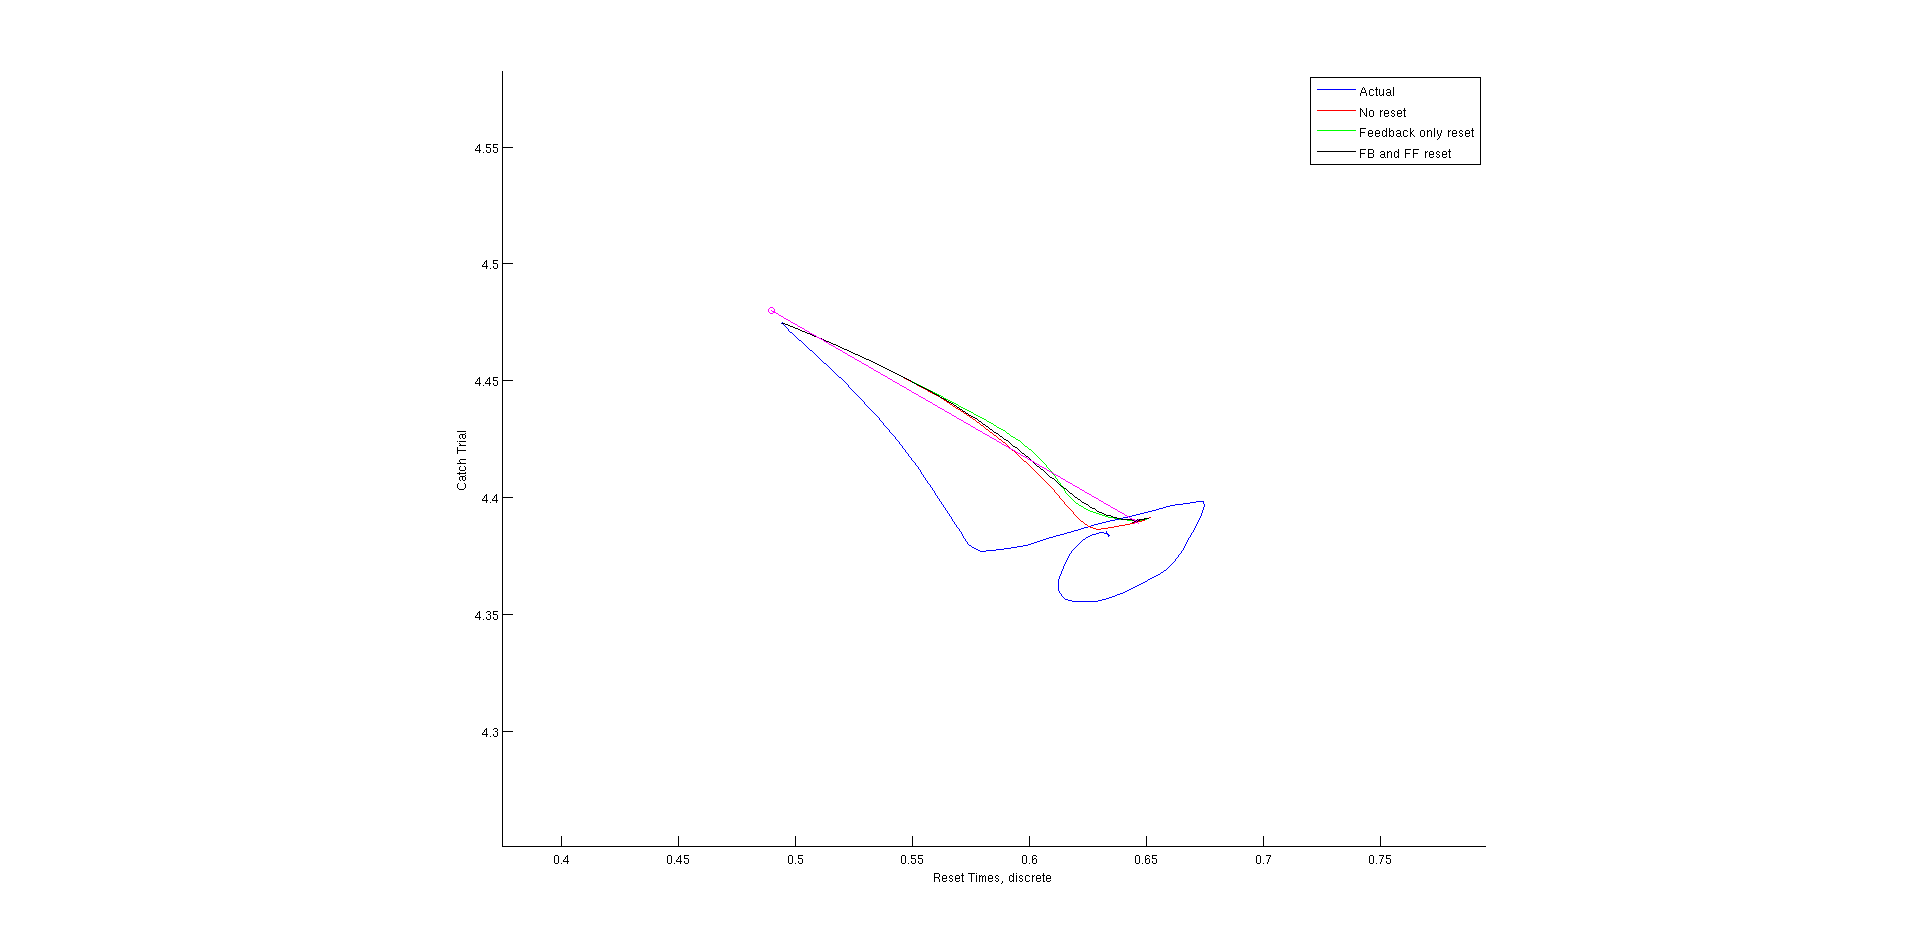 Actual
No reset
Feedback only reset
FB and FF reset
4.55
4.5
4.45
4.4
4.35
4.3
Catch Trial
0.4 0.45 0.5 0.55 0.6 0.65 0.7 0.75
Reset Times, discrete